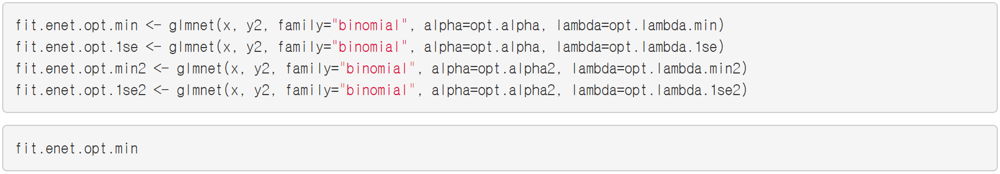 fit.enet.opt.min <- glmnet(x, y2, family="binomial", alpha=opt.alpha, lambda=opt.lambda.min)
fit.enet.opt.1se <- glmnet(x, y2, family="binomial", alpha=opt.alpha, lambda=opt.lambda.1se)
fit.enet.opt.min2 <- glmnet(x, y2, family="binomial", alpha=opt.alpha2, lambda=opt.lambda.min2)
fit.enet.opt.1se2 <- glmnet(x, y2, family="binomial", alpha=opt.alpha2, lambda=opt.lambda.1se2)
fit.enet.opt.min